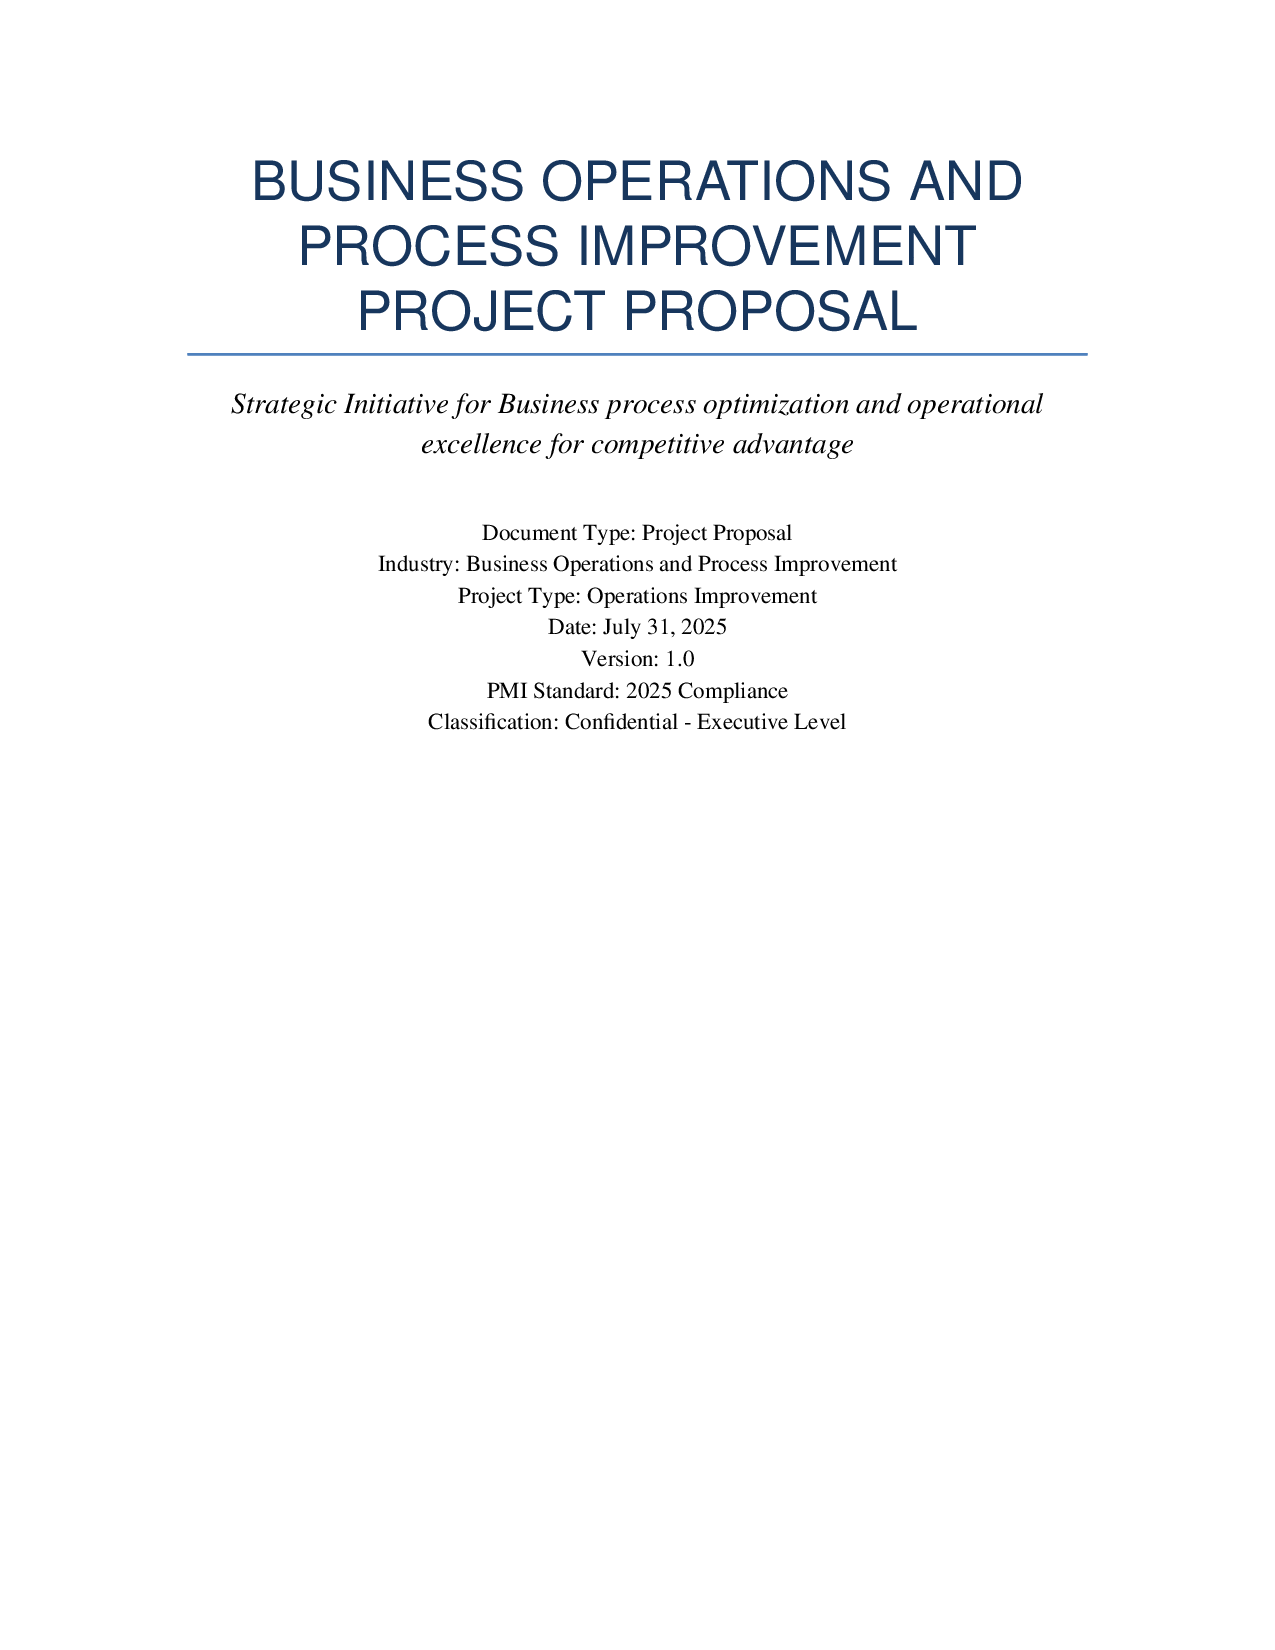 BUSINESS OPERATIONS AND
PROCESS IMPROVEMENT
PROJECT PROPOSAL
Strategic Initiative for Business process optimization and operational
excellence for competitive advantage
Document Type: Project Proposal
Industry: Business Operations and Process Improvement
Project Type: Operations Improvement
Date: July 31, 2025
Version: 1.0
PMI Standard: 2025 Compliance
Classification: Confidential - Executive Level